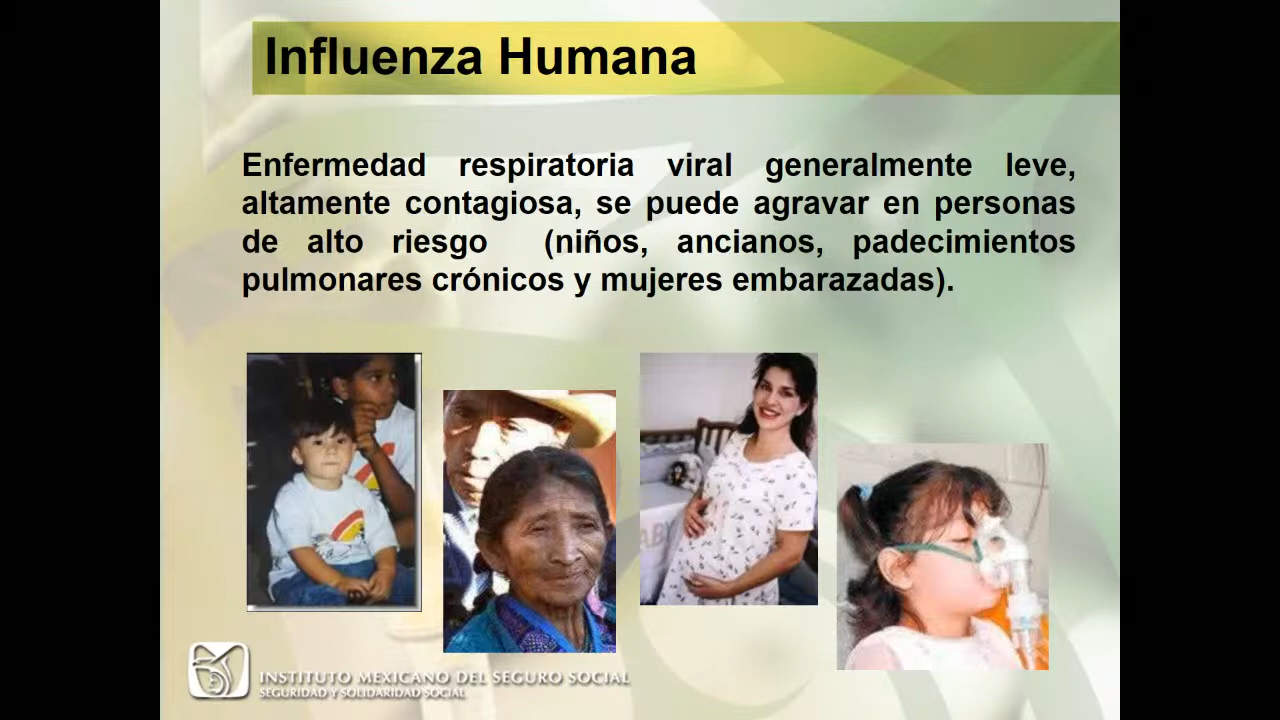 Influenza Humana
Enfermedad respiratoria viral generalmente leve,
altamente contagiosa, se puede agravar en personas
de alto riesgo (niños, ancianos, padecimientos
pulmonares crónicos y mujeres embarazadas).
INSTITUTO MEXICANO DEL SEGURO SOCIAL
SEGURIDAD Y SOLIDARIDAD SOCIAL